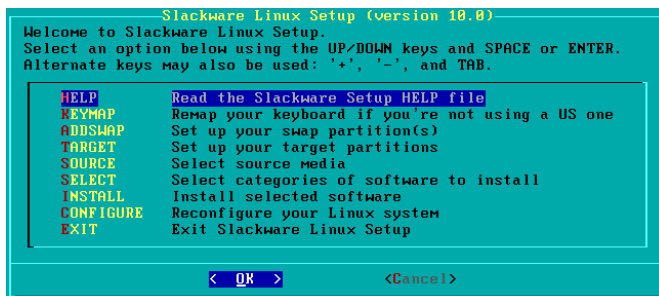 Slackware Linux Setup (version 10.0)
Welcome to Slackware Linux Setup.
Select an option below using the UP/DOWN keys and SPACE or ENTER.
Alternate keys may also be used: '+', '-', and TAB.
HELP Read the Slackware Setup HELP file
KEYMAP Remap your keyboard if you're not using a US one
ADDSWAP Set up your swap partition(s)
TARGET Set up your target partitions
SOURCE Select source media
SELECT Select categories of software to install
INSTALL Install selected software
CONFIGURE Reconfigure your Linux system
EXIT Exit Slackware Linux Setup
< OK > <Cancel>